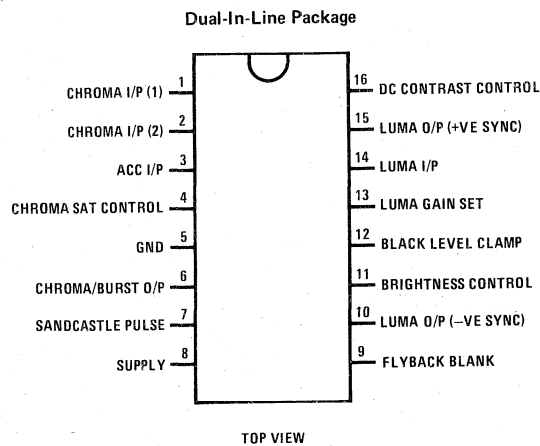 Dual-In-Line Package
CHROMA I/P (1) 1
CHROMA I/P (2) 2
ACC I/P 3
CHROMA SAT CONTROL 4
GND 5
CHROMA/BURST O/P 6
SANDCASTLE PULSE 7
SUPPLY 8
16 DC CONTRAST CONTROL
15 LUMA O/P (+VE SYNC)
14 LUMA I/P
13 LUMA GAIN SET
12 BLACK LEVEL CLAMP
11 BRIGHTNESS CONTROL
10 LUMA O/P (−VE SYNC)
9 FLYBACK BLANK
TOP VIEW